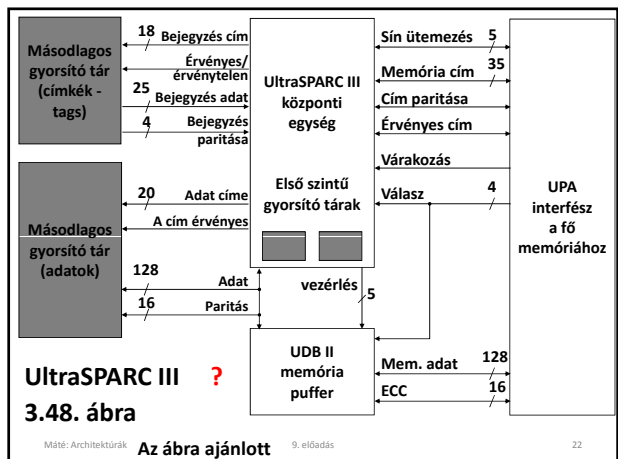 Másodlagos
gyorsító tár
(címkék -
tags)
18 Bejegyzés cím
Érvényes/
érvénytelen
25 Bejegyzés adat
4 Bejegyzés
paritása
Másodlagos
gyorsító tár
(adatok)
20 Adat címe
A cím érvényes
128 Adat
16 Paritás
UltraSPARC III
központi
egység
Első szintű
gyorsító tárak
vezérlés
5
UDB II
memória
puffer
Sín ütemezés 5
Memória cím 35
Cím paritása
Érvényes cím
Várakozás
Válasz 4
Mem. adat 128
ECC 16
UPA
interfész
a fő
memóriához
UltraSPARC III ?
3.48. ábra
Máté: Architektúrák Az ábra ajánlott 9. előadás 22